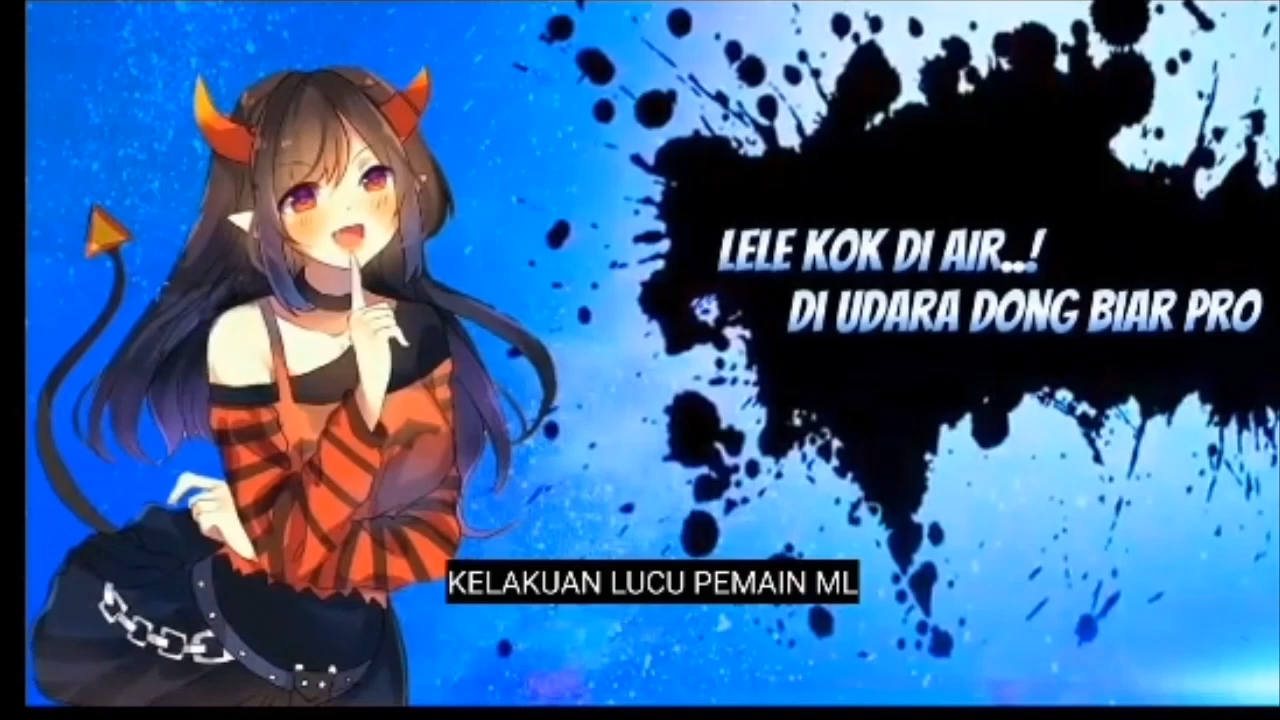 LELE KOK DI AIR...!
DI UDARA DONG BIAR PRO
KELAKUAN LUCU PEMAIN ML